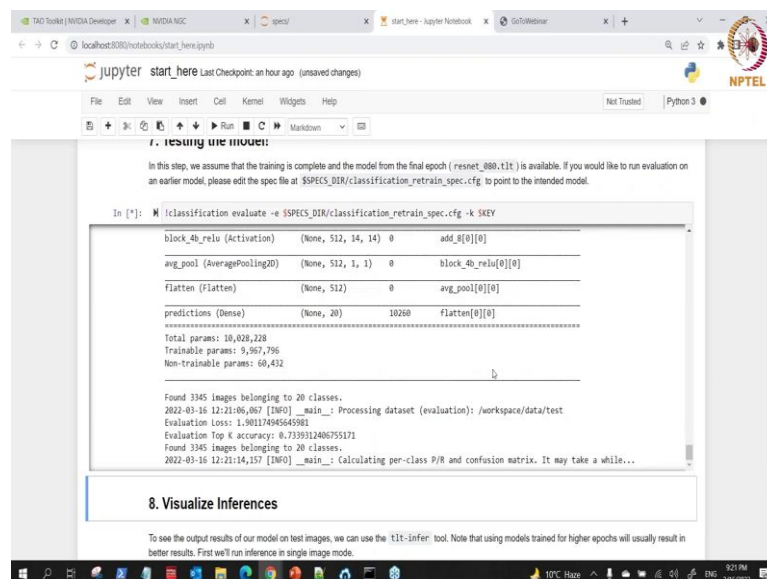 TAO Toolkit | NVIDIA Developer
NVIDIA NGC
specs/
start_here - Jupyter Notebook
GoToWebinar
localhost:8080/notebooks/start_here.ipynb
NPTEL
jupyter start_here Last Checkpoint: an hour ago (unsaved changes)
File Edit View Insert Cell Kernel Widgets Help
Not Trusted
Python 3
Run
Markdown
7. Testing the model!
In this step, we assume that the training is complete and the model from the final epoch ( resnet_080.tlt ) is available. If you would like to run evaluation on
an earlier model, please edit the spec file at $SPECS_DIR/classification_retrain_spec.cfg to point to the intended model.
In [*]: !classification evaluate -e $SPECS_DIR/classification_retrain_spec.cfg -k $KEY
block_4b_relu (Activation) (None, 512, 14, 14) 0 add_8[0][0]
avg_pool (AveragePooling2D) (None, 512, 1, 1) 0 block_4b_relu[0][0]
flatten (Flatten) (None, 512) 0 avg_pool[0][0]
predictions (Dense) (None, 20) 10260 flatten[0][0]
Total params: 10,028,228
Trainable params: 9,967,796
Non-trainable params: 60,432
Found 3345 images belonging to 20 classes.
2022-03-16 12:21:06,067 [INFO] __main__: Processing dataset (evaluation): /workspace/data/test
Evaluation Loss: 1.901174945645981
Evaluation Top K accuracy: 0.7339312406755171
Found 3345 images belonging to 20 classes.
2022-03-16 12:21:14,157 [INFO] __main__: Calculating per-class P/R and confusion matrix. It may take a while...
8. Visualize Inferences
To see the output results of our model on test images, we can use the tlt-infer tool. Note that using models trained for higher epochs will usually result in
better results. First we'll run inference in single image mode.
10°C Haze
ENG
9:21 PM